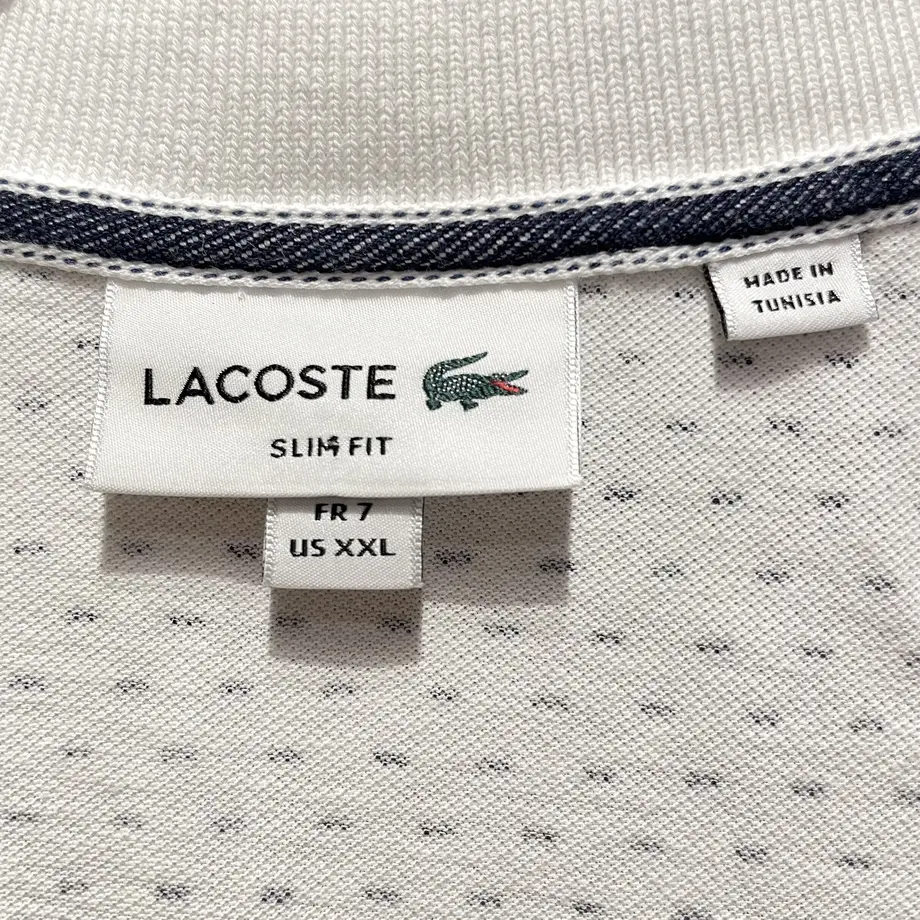 LACOSTE
SLIM FIT
FR 7
US XXL
MADE IN
TUNISIA